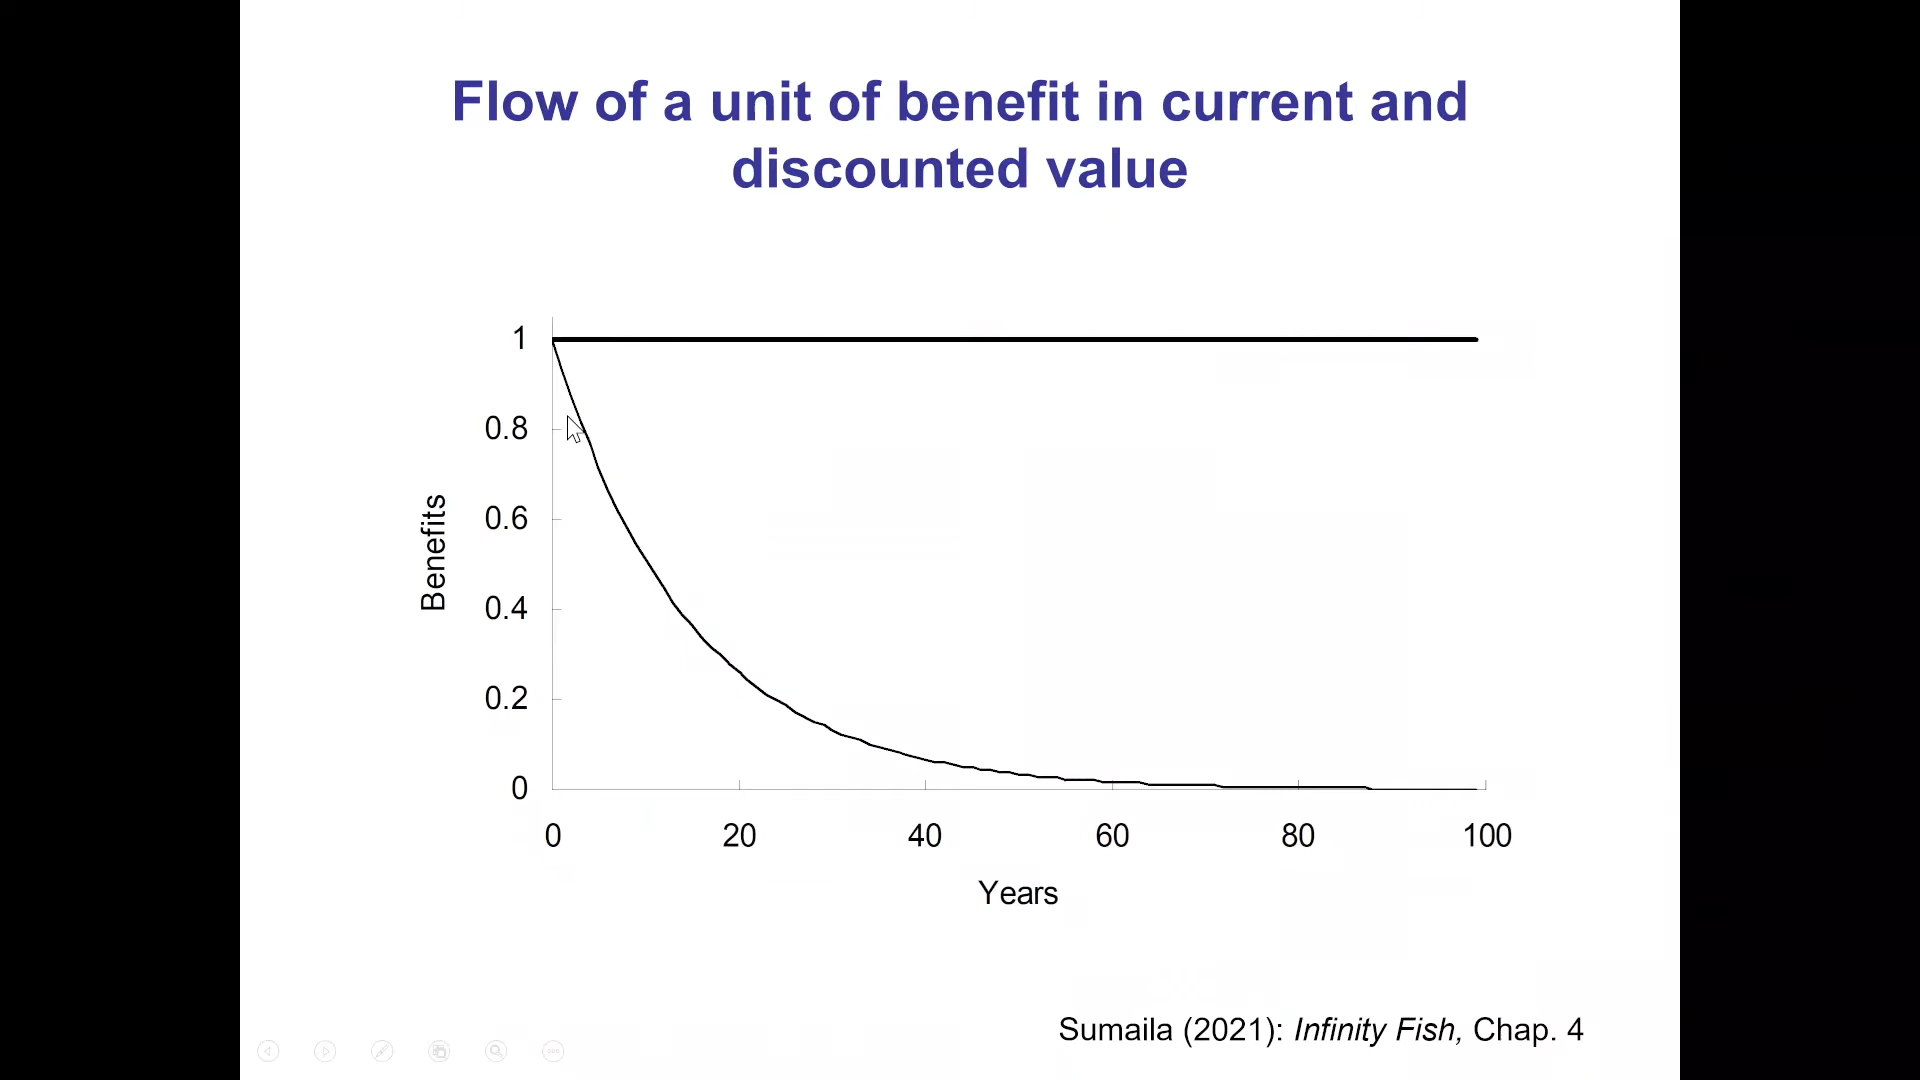 Flow of a unit of benefit in current and
discounted value
1
0.8
0.6
0.4
0.2
0
Benefits
0 20 40 60 80 100
Years
Sumaila (2021): Infinity Fish, Chap. 4